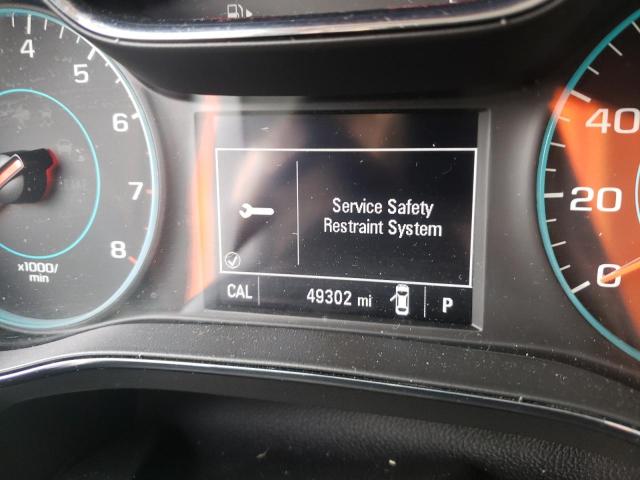 4
5
6
7
8
x1000/
min
Service Safety
Restraint System
CAL
49302 mi
P
40
20
0